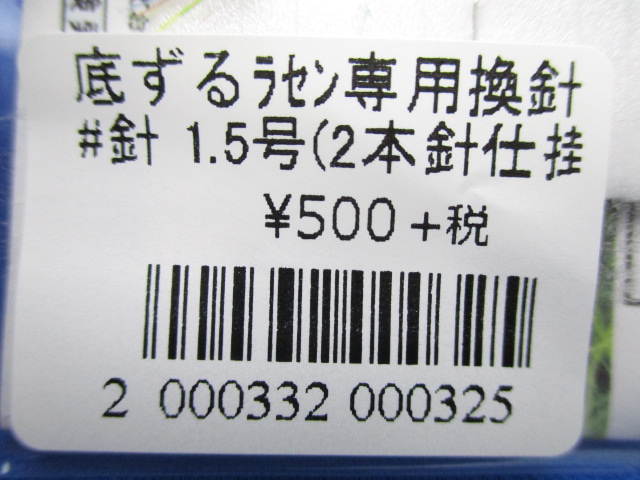 底ずるﾗｾﾝ専用換針
#針 1.5号(2本針仕掛
¥500 +税
2 000332 000325